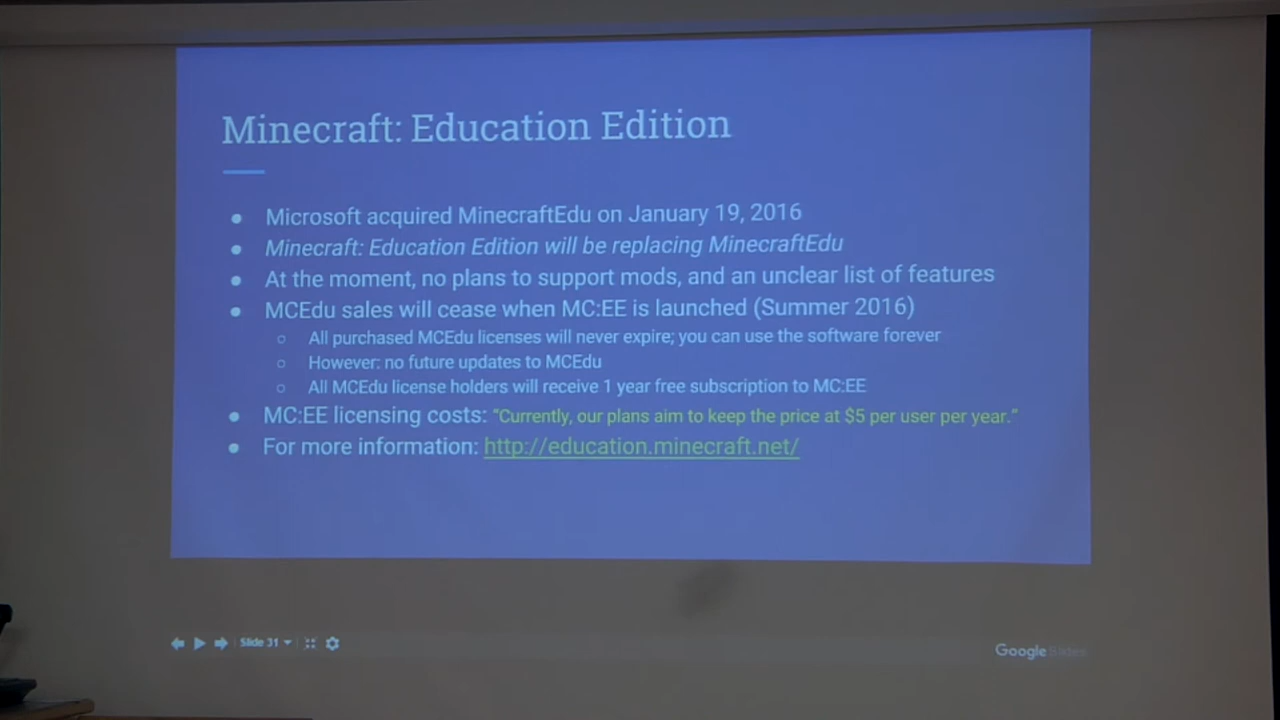 Minecraft: Education Edition
● Microsoft acquired MinecraftEdu on January 19, 2016
● Minecraft: Education Edition will be replacing MinecraftEdu
● At the moment, no plans to support mods, and an unclear list of features
● MCEdu sales will cease when MC:EE is launched (Summer 2016)
○ All purchased MCEdu licenses will never expire; you can use the software forever
○ However: no future updates to MCEdu
○ All MCEdu license holders will receive 1 year free subscription to MC:EE
● MC:EE licensing costs: “Currently, our plans aim to keep the price at $5 per user per year.”
● For more information: http://education.minecraft.net/
Slide 31
Google Slides